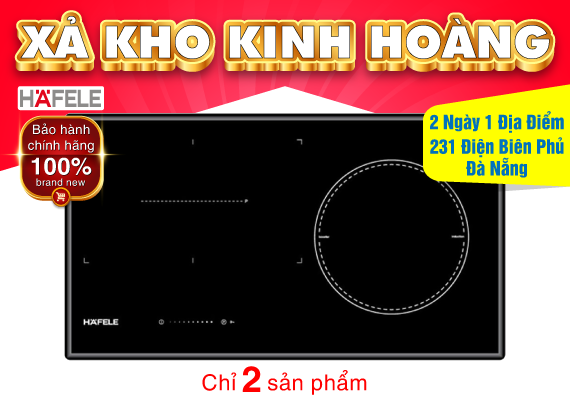 XẢ KHO KINH HOÀNG
HÄFELE
Bảo hành
chính hãng
100%
brand new
2 Ngày 1 Địa Điểm
231 Điện Biên Phủ
Đà Nẵng
P
HÄFELE
Chỉ 2 sản phẩm